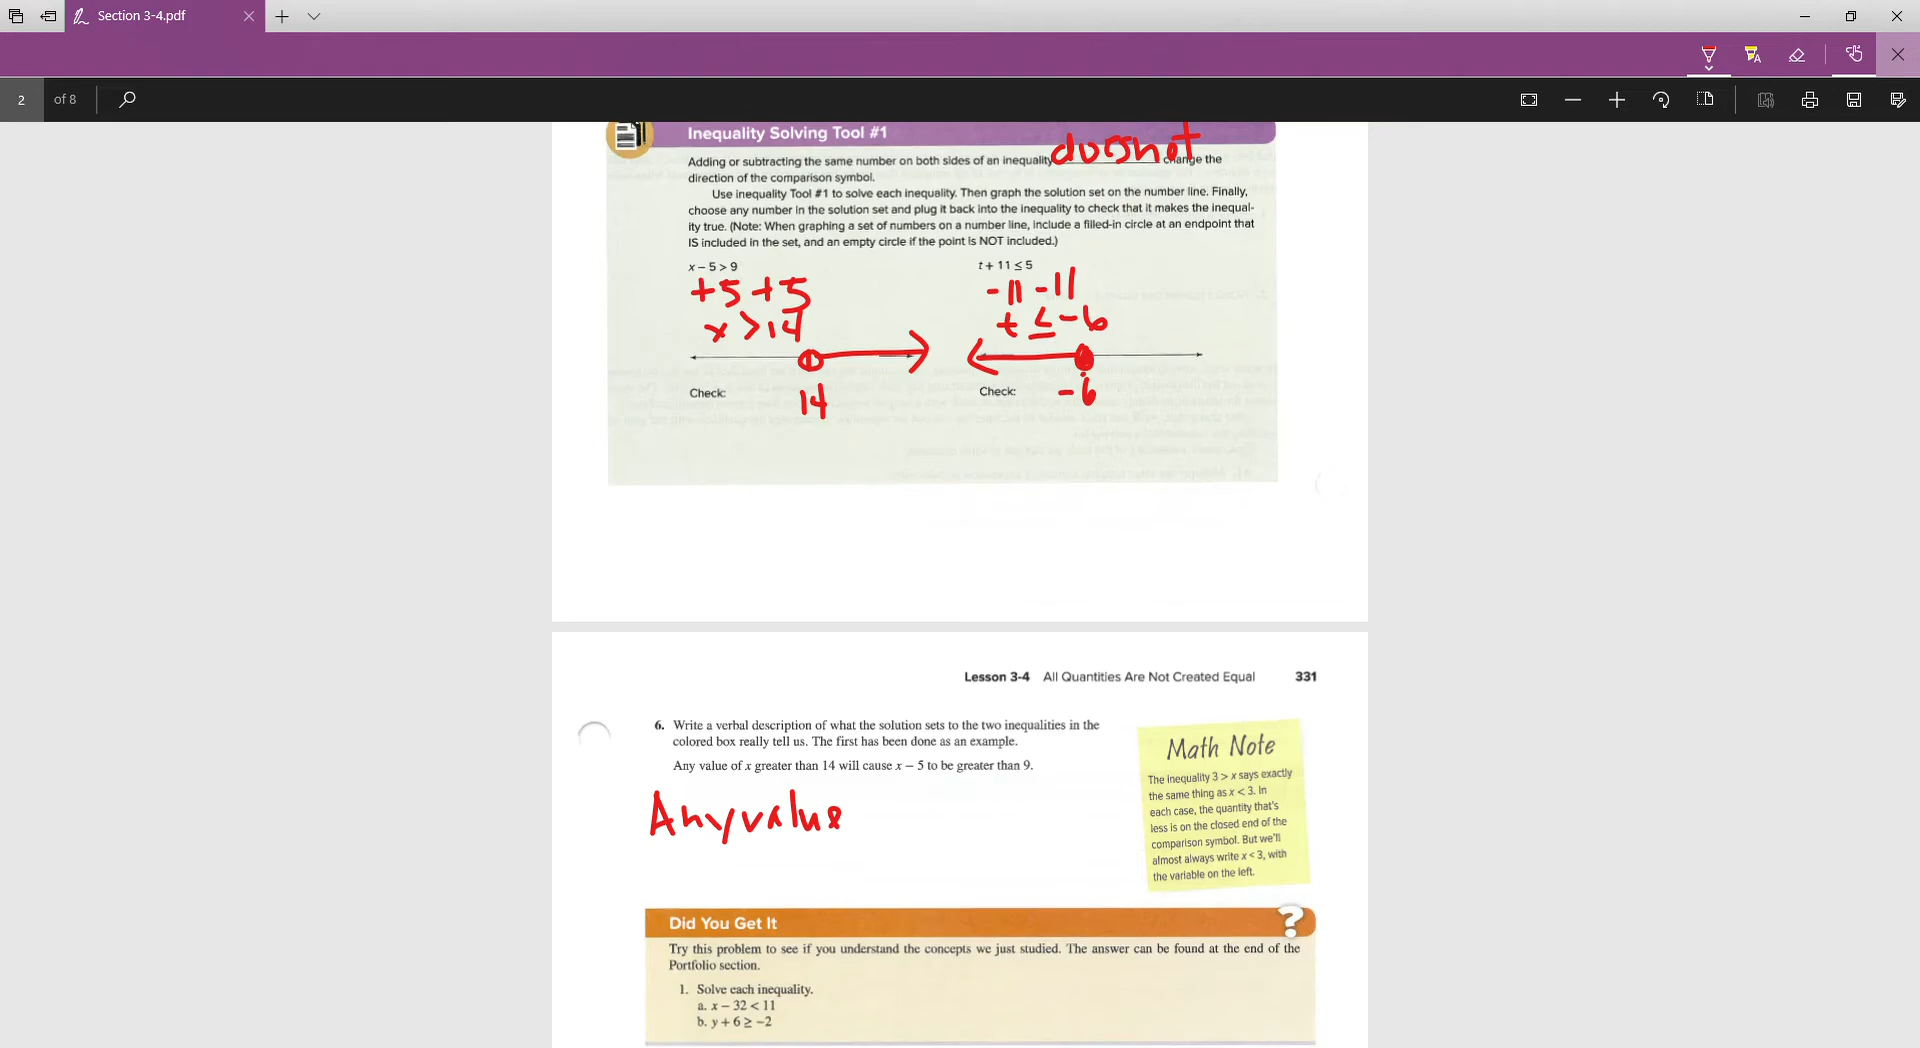 Section 3-4.pdf
2 of 8
Inequality Solving Tool #1
Adding or subtracting the same number on both sides of an inequality does not change the
direction of the comparison symbol.
Use inequality Tool #1 to solve each inequality. Then graph the solution set on the number line. Finally,
choose any number in the solution set and plug it back into the inequality to check that it makes the inequal-
ity true. (Note: When graphing a set of numbers on a number line, include a filled-in circle at an endpoint that
IS included in the set, and an empty circle if the point is NOT included.)
x – 5 > 9
+5 +5
x > 14
14
Check:
t + 11 ≤ 5
-11 -11
t ≤ -6
-6
Check:
Lesson 3-4 All Quantities Are Not Created Equal 331
6. Write a verbal description of what the solution sets to the two inequalities in the
colored box really tell us. The first has been done as an example.
Any value of x greater than 14 will cause x – 5 to be greater than 9.
Any value
Math Note
The inequality 3 > x says exactly
the same thing as x < 3. In
each case, the quantity that's
less is on the closed end of the
comparison symbol. But we'll
almost always write x < 3, with
the variable on the left.
Did You Get It
?
Try this problem to see if you understand the concepts we just studied. The answer can be found at the end of the
Portfolio section.
1. Solve each inequality.
a. x – 32 < 11
b. y + 6 ≥ –2